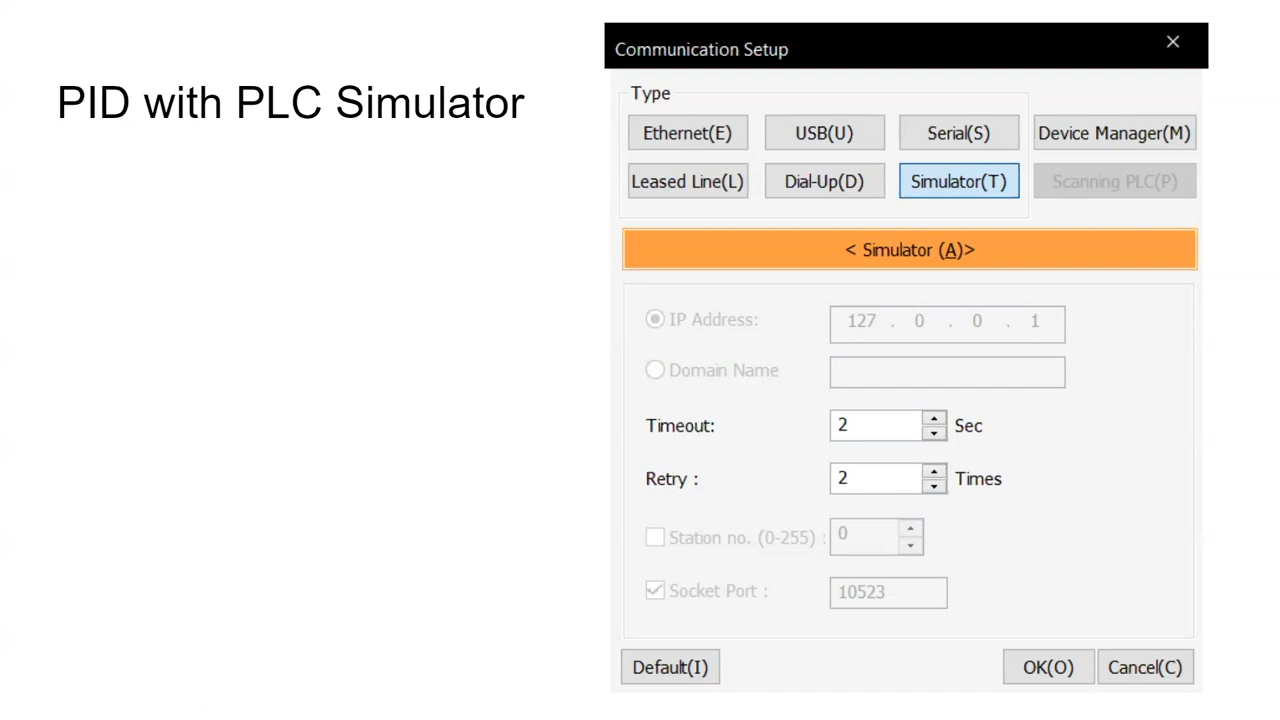 PID with PLC Simulator
Communication Setup
Type
Ethernet(E) USB(U) Serial(S) Device Manager(M)
Leased Line(L) Dial-Up(D) Simulator(T) Scanning PLC(P)
< Simulator (A)>
IP Address: 127 . 0 . 0 . 1
Domain Name
Timeout: 2 Sec
Retry : 2 Times
Station no. (0-255) : 0
Socket Port : 10523
Default(I) OK(O) Cancel(C)